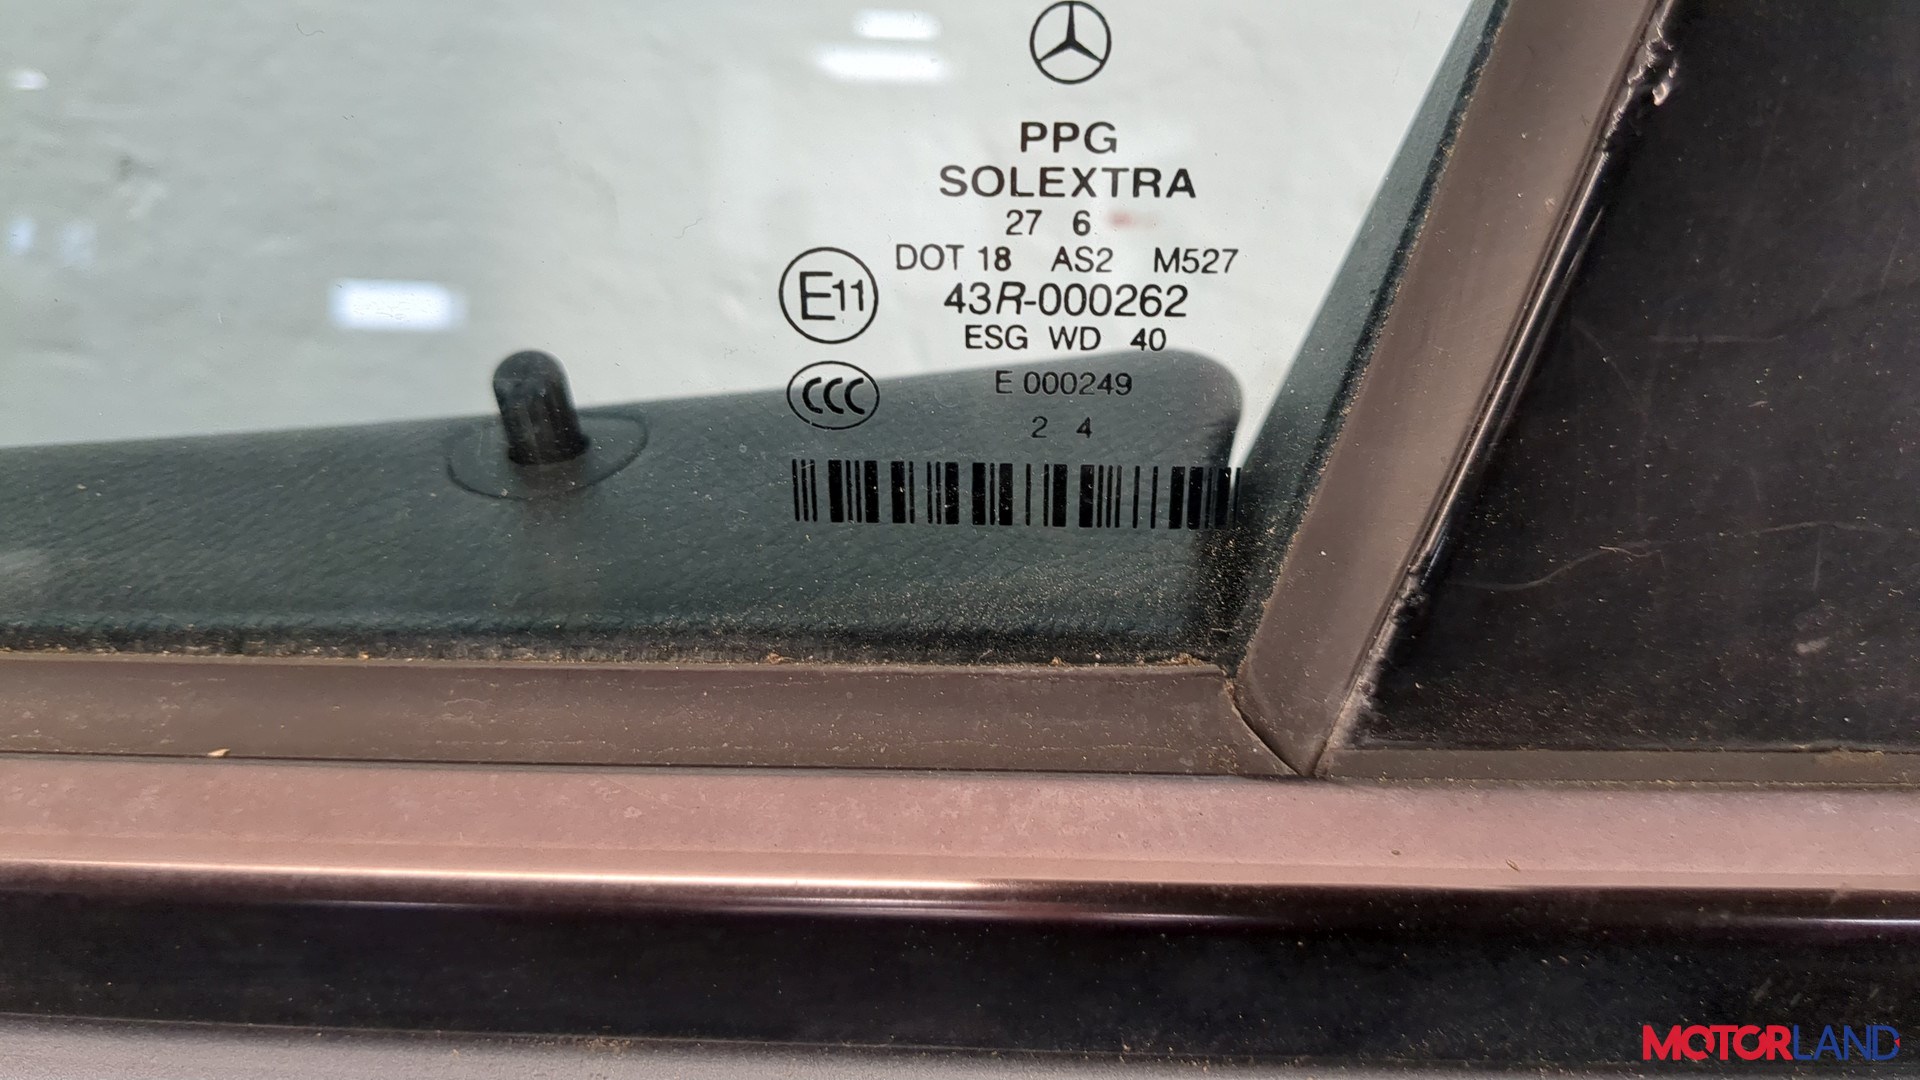 PPG
SOLEXTRA
27 6
DOT 18 AS2 M527
E11 43R-000262
ESG WD 40
CCC E 000249
2 4
MOTORLAND